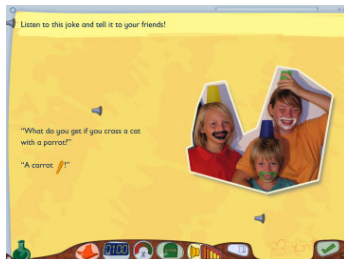 Listen to this joke and tell it to your friends!
"What do you get if you cross a cat
with a parrot?"
"A carrot !"